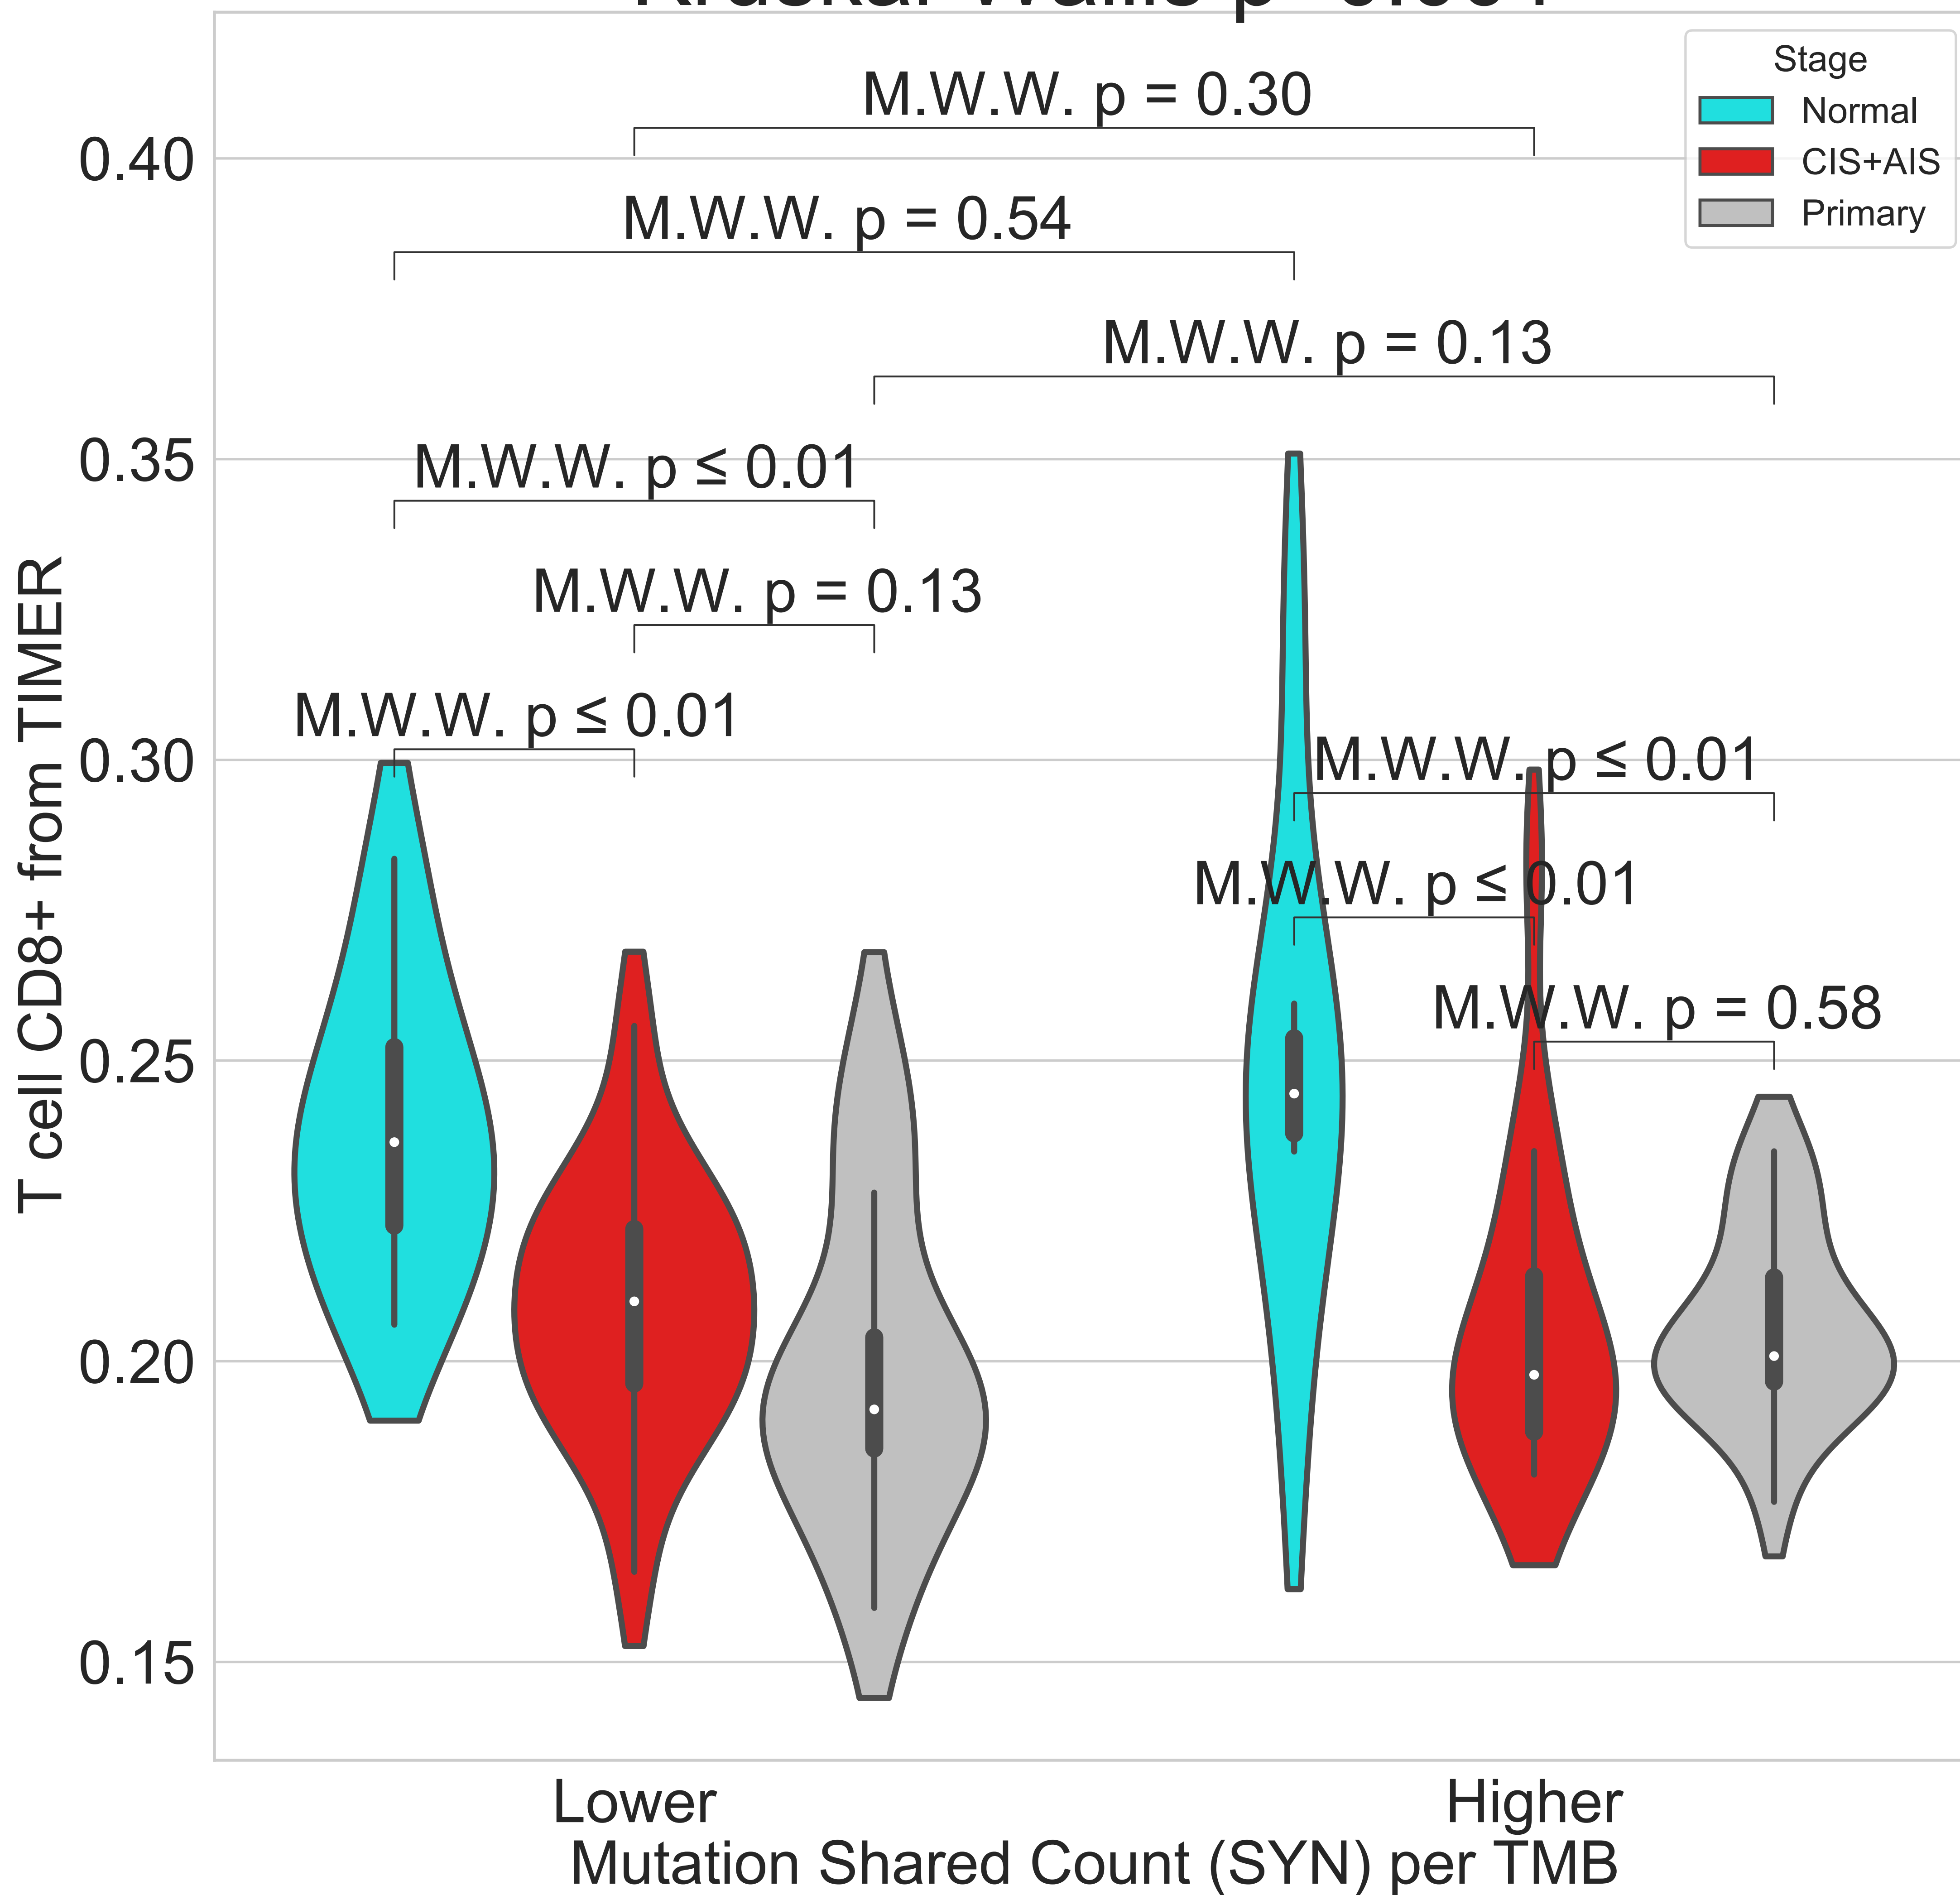 Stage
Normal
CIS+AIS
Primary
M.W.W. p = 0.30
M.W.W. p = 0.54
M.W.W. p = 0.13
M.W.W. p ≤ 0.01
M.W.W. p = 0.13
M.W.W. p ≤ 0.01
M.W.W. p ≤ 0.01
M.W.W. p ≤ 0.01
M.W.W. p = 0.58
0.40
0.35
0.30
0.25
0.20
0.15
T cell CD8+ from TIMER
Lower
Higher
Mutation Shared Count (SYN) per TMB